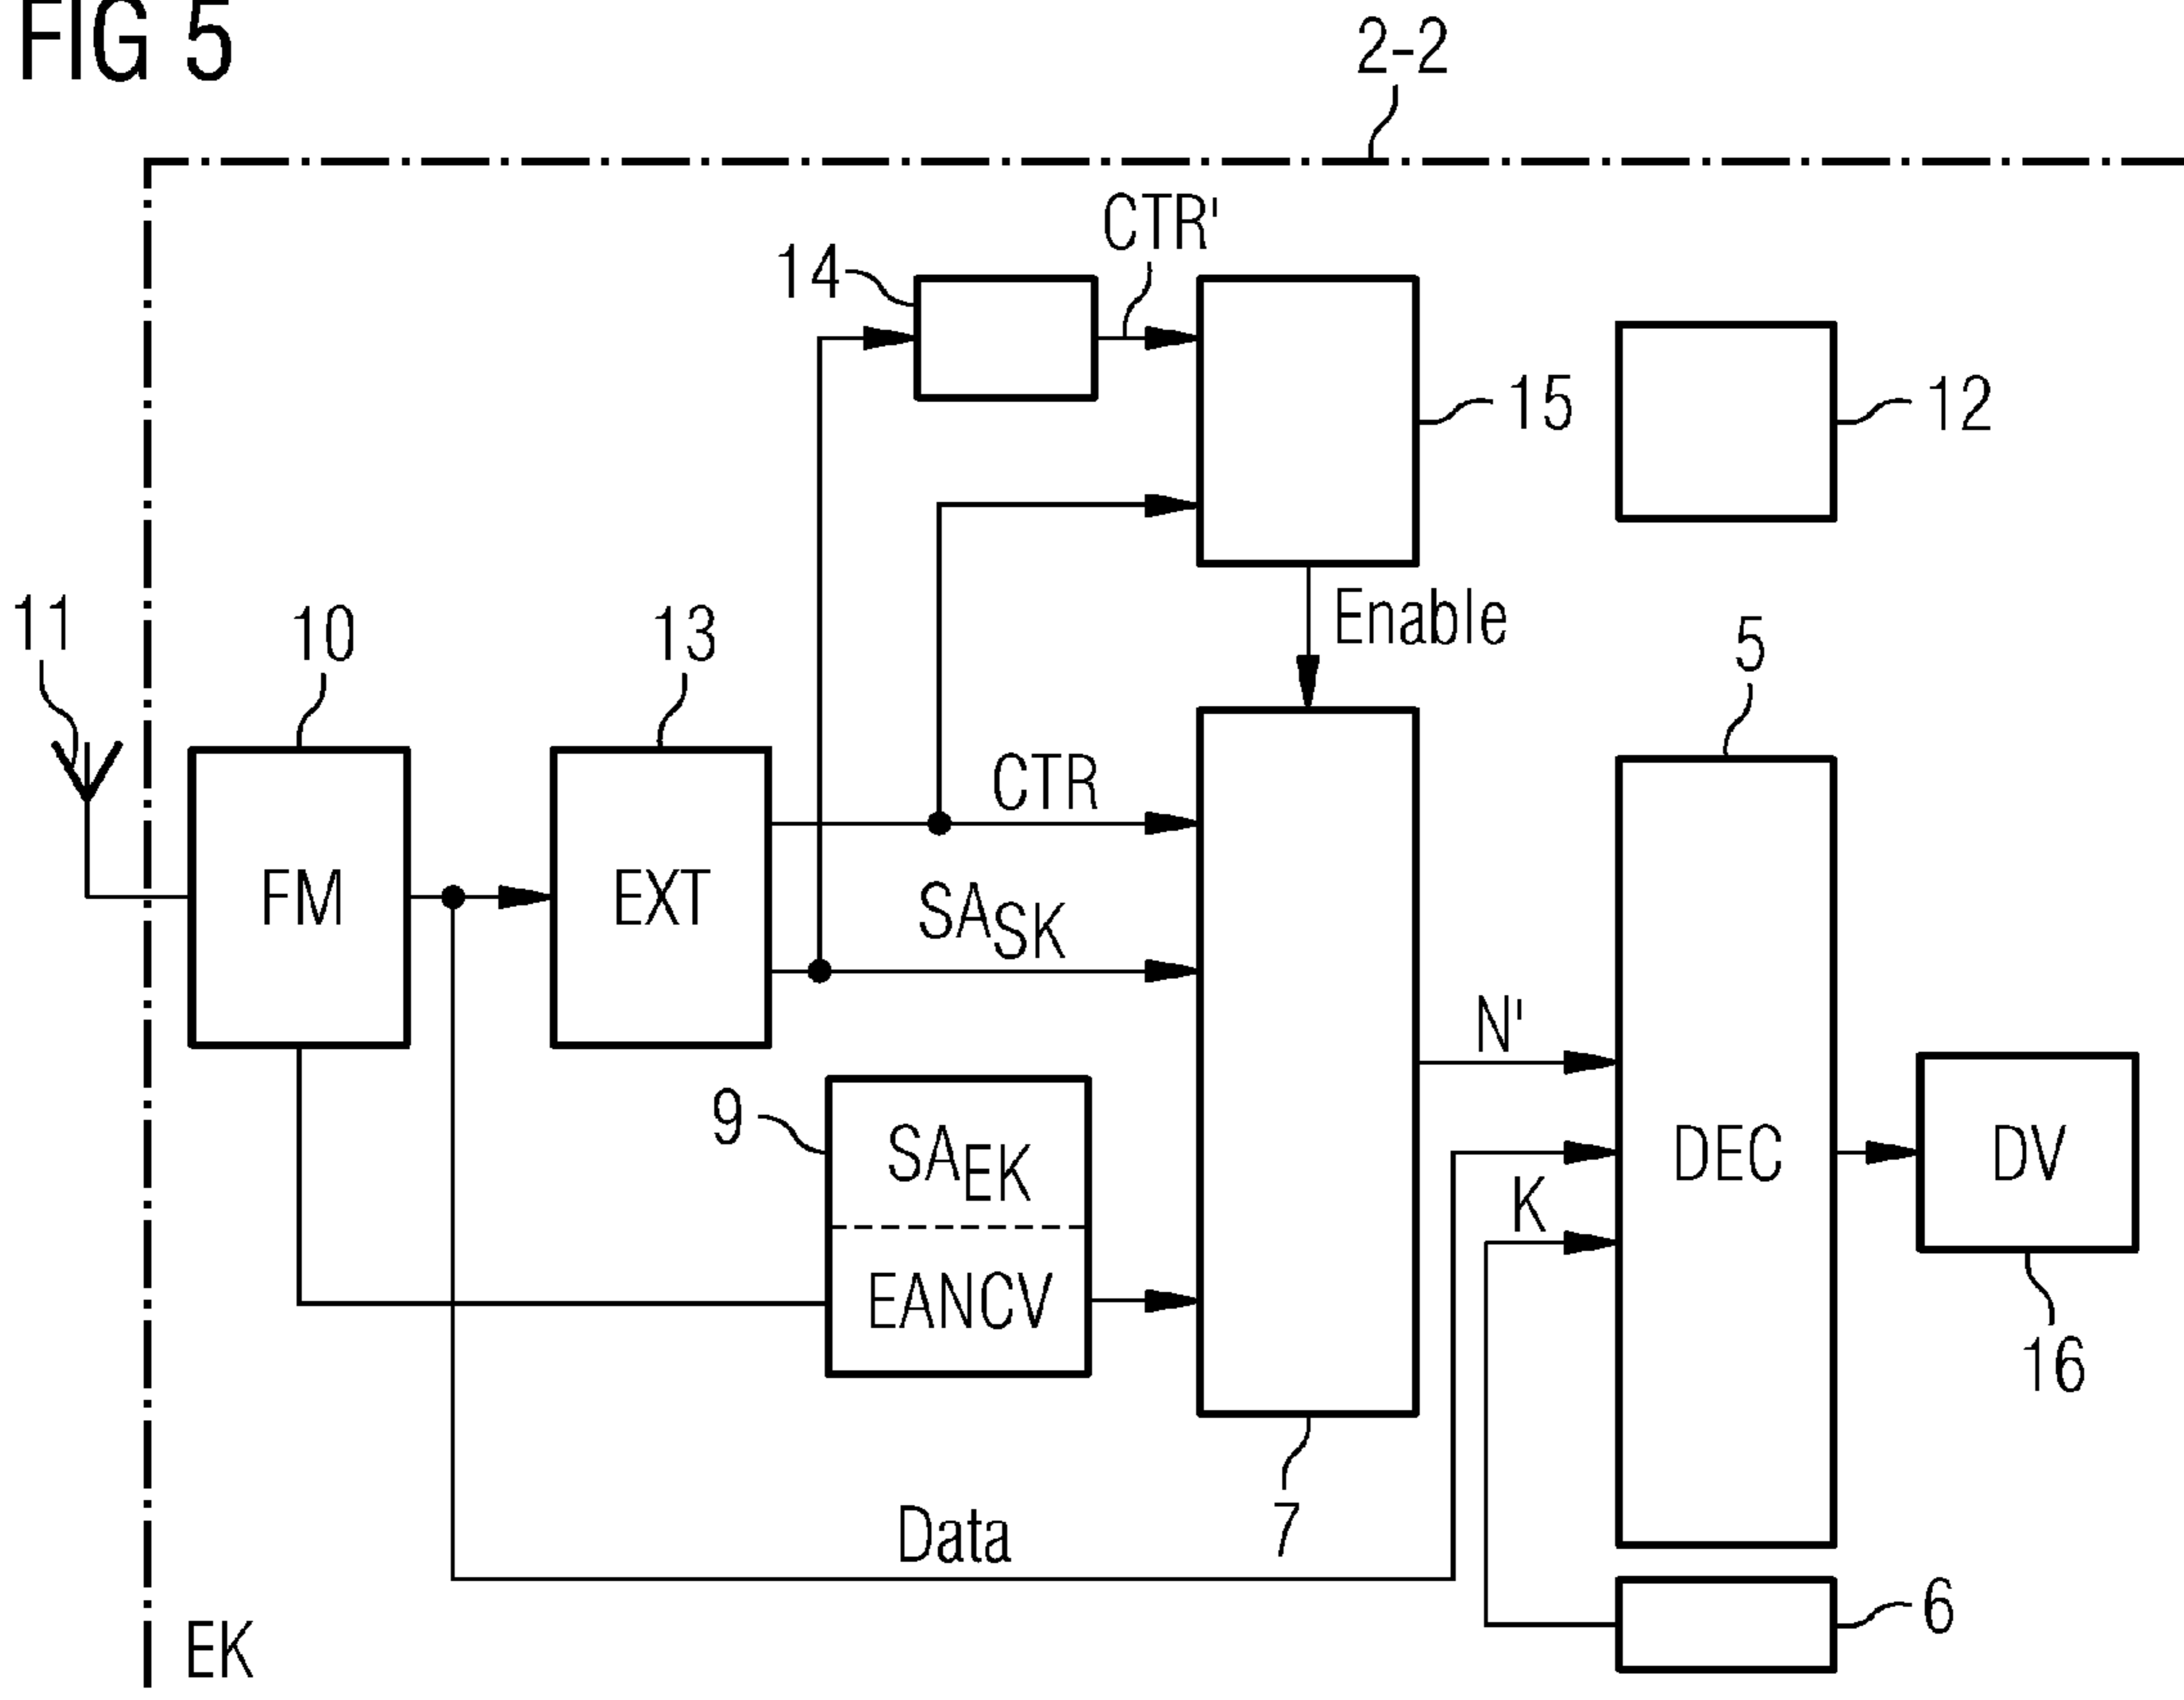 FIG 5
2-2
CTR'
14
15
12
Enable
11
10
13
5
CTR
FM
EXT
SASK
N'
9
SAEK
DEC
DV
K
EANCV
16
7
Data
6
EK